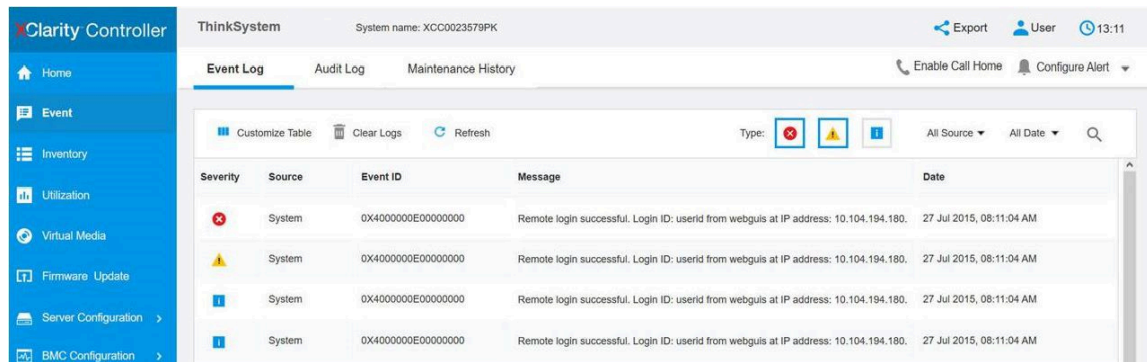 XClarity Controller
ThinkSystem System name: XCC0023579PK Export User 13:11
Home
Event Log Audit Log Maintenance History Enable Call Home Configure Alert
Event
Customize Table Clear Logs Refresh Type: All Source All Date
Inventory
Severity Source Event ID Message Date
Utilization
System 0X4000000E00000000 Remote login successful. Login ID: userid from webguis at IP address: 10.104.194.180. 27 Jul 2015, 08:11:04 AM
Virtual Media
System 0X4000000E00000000 Remote login successful. Login ID: userid from webguis at IP address: 10.104.194.180. 27 Jul 2015, 08:11:04 AM
Firmware Update
System 0X4000000E00000000 Remote login successful. Login ID: userid from webguis at IP address: 10.104.194.180. 27 Jul 2015, 08:11:04 AM
Server Configuration
System 0X4000000E00000000 Remote login successful. Login ID: userid from webguis at IP address: 10.104.194.180. 27 Jul 2015, 08:11:04 AM
BMC Configuration